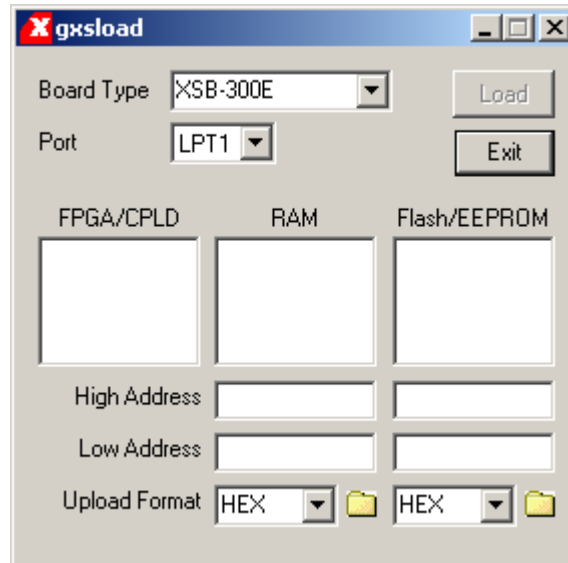 gxsload
Board Type XSB-300E Load
Port LPT1 Exit
FPGA/CPLD RAM Flash/EEPROM
High Address
Low Address
Upload Format HEX HEX